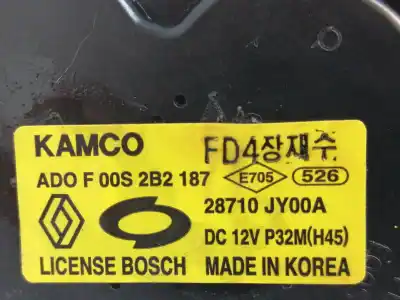 KAMCO FD4장재수
ADO F 00S 2B2 187 E705 526
28710 JY00A
DC 12V P32M(H45)
LICENSE BOSCH MADE IN KOREA